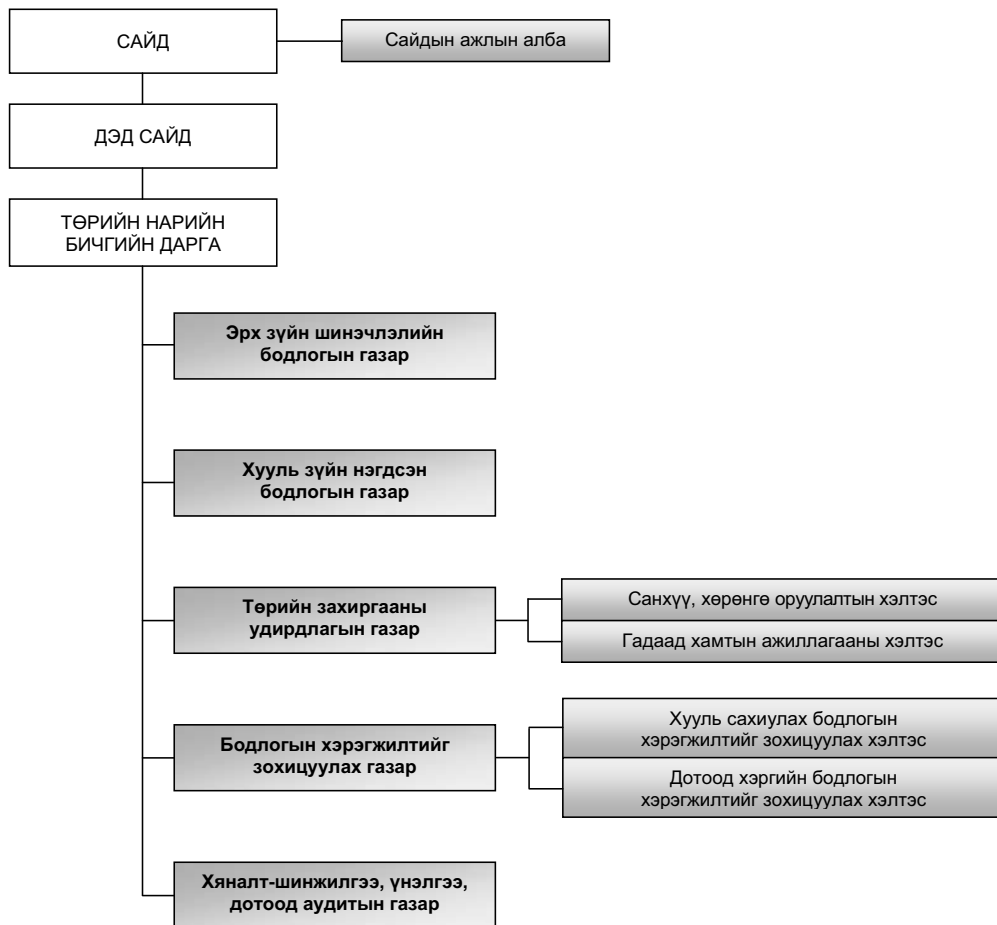 САЙД
Сайдын ажлын алба
ДЭД САЙД
ТӨРИЙН НАРИЙН
БИЧГИЙН ДАРГА
Эрх зүйн шинэчлэлийн
бодлогын газар
Хууль зүйн нэгдсэн
бодлогын газар
Төрийн захиргааны
удирдлагын газар
Санхүү, хөрөнгө оруулалтын хэлтэс
Гадаад хамтын ажиллагааны хэлтэс
Бодлогын хэрэгжилтийг
зохицуулах газар
Хууль сахиулах бодлогын
хэрэгжилтийг зохицуулах хэлтэс
Дотоод хэргийн бодлогын
хэрэгжилтийг зохицуулах хэлтэс
Хяналт-шинжилгээ, үнэлгээ,
дотоод аудитын газар